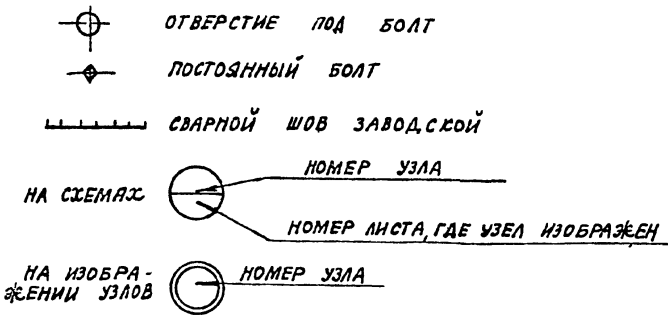 ОТВЕРСТИЕ ПОД БОЛТ
ПОСТОЯННЫЙ БОЛТ
СВАРНОЙ ШОВ ЗАВОДСКОЙ
НОМЕР УЗЛА
НА СХЕМАХ
НОМЕР ЛИСТА, ГДЕ УЗЕЛ ИЗОБРАЖЕН
НА ИЗОБРА-
ЖЕНИИ УЗЛОВ
НОМЕР УЗЛА